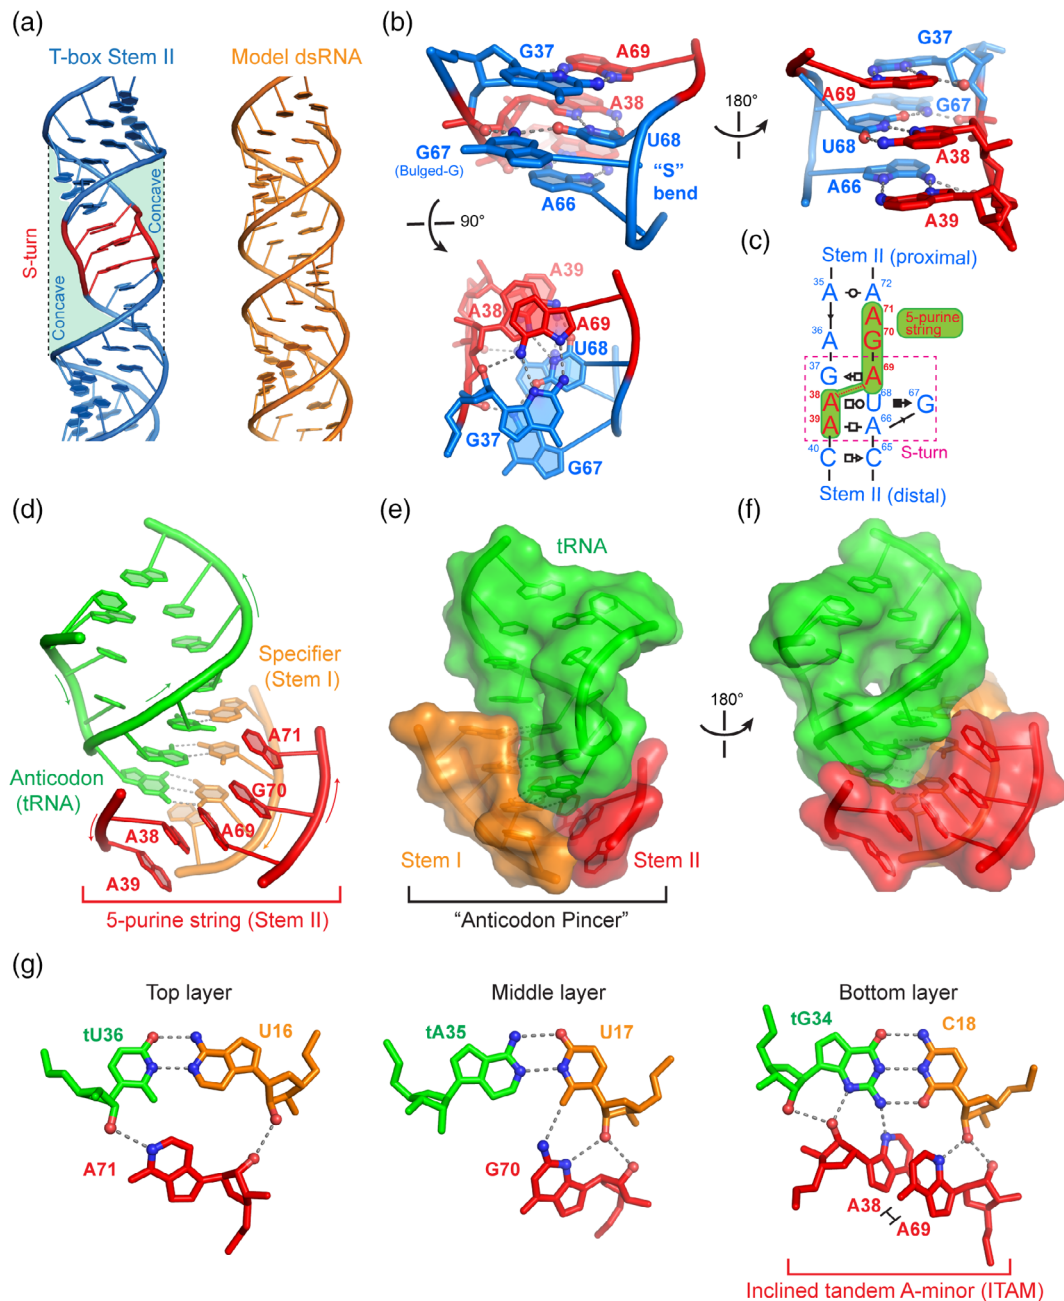 (a)
T-box Stem II
Model dsRNA
S-turn
Concave
Concave
(b)
G37
A69
A38
G67
(Bulged-G)
U68
"S"
bend
A66
180°
G37
A69
G67
U68
A38
A66
A39
90°
A39
A38
A69
U68
G37
G67
(c)
Stem II (proximal)
35
A
72
A
71
A
5-purine
string
36
A
70
G
37
G
69
A
38
A
68
U
67
G
39
A
66
A
S-turn
40
C
65
C
Stem II (distal)
(d)
Specifier
(Stem I)
A71
Anticodon
(tRNA)
G70
A38
A69
A39
5-purine string (Stem II)
(e)
tRNA
Stem I
Stem II
"Anticodon Pincer"
180°
(f)
(g)
Top layer
tU36
U16
A71
Middle layer
tA35
U17
G70
Bottom layer
tG34
C18
A38
A69
Inclined tandem A-minor (ITAM)